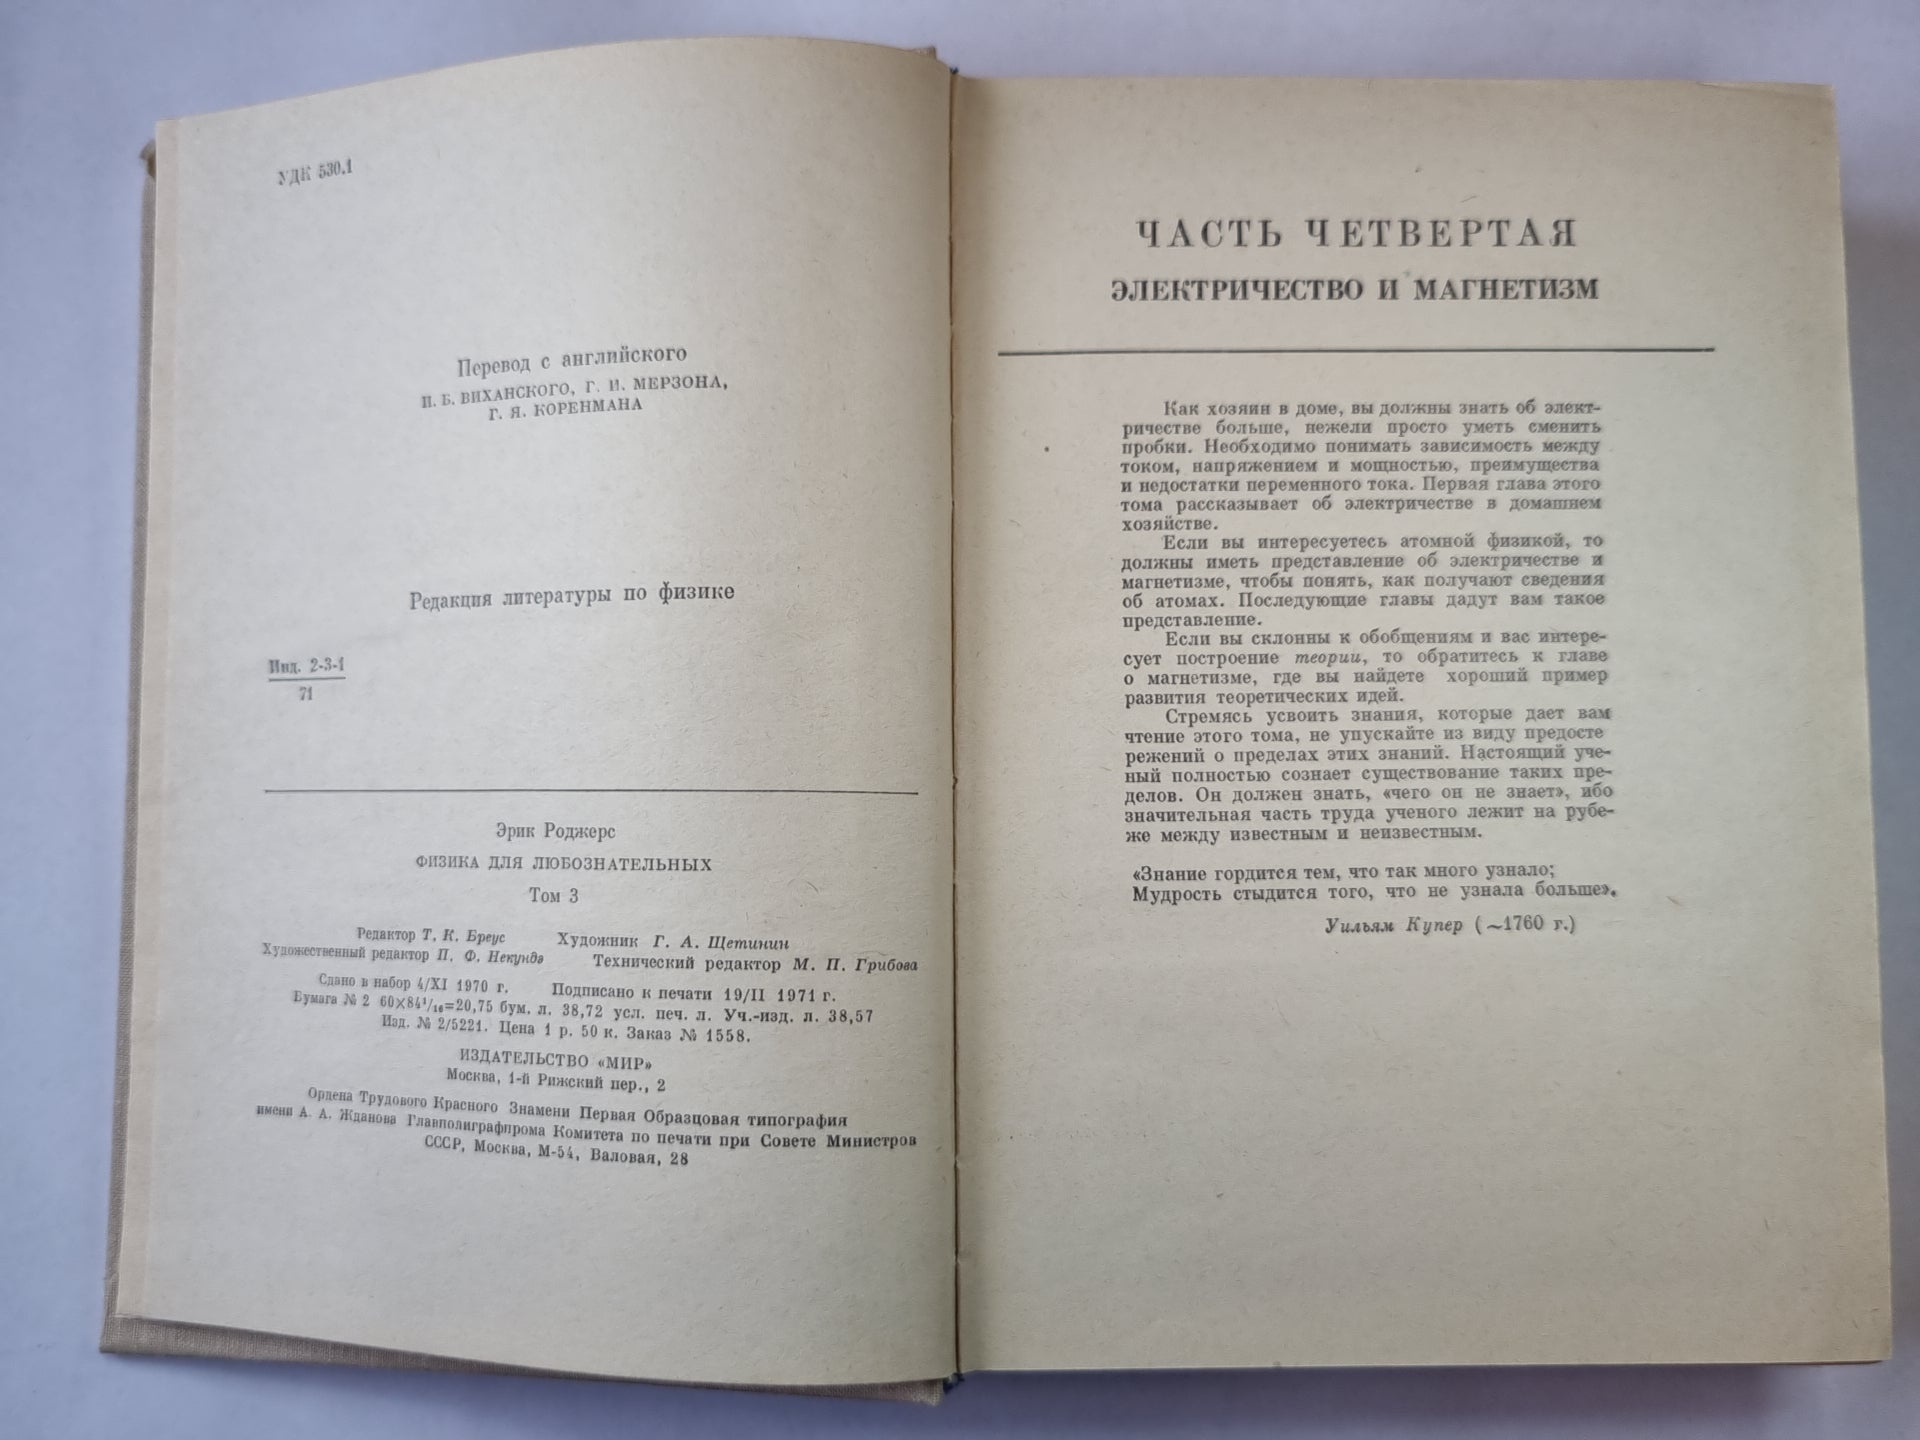 УДК 530.1
Перевод с английского
П. Б. ВИХАНСКОГО, Г. И. МЕРЗОНА,
Г. Я. КОРЕНМАНА
Редакция литературы по физике
Инд. 2-3-1
71
Эрик Роджерс
ФИЗИКА ДЛЯ ЛЮБОЗНАТЕЛЬНЫХ
Том 3
Редактор Т. К. Бреус Художник Г. А. Щетинин
Художественный редактор П. Ф. Некундэ Технический редактор М. П. Грибова
Сдано в набор 4/XI 1970 г. Подписано к печати 19/II 1971 г.
Бумага № 2 60×84¹/₁₆=20,75 бум. л. 38,72 усл. печ. л. Уч.-изд. л. 38,57
Изд. № 2/5221. Цена 1 р. 50 к. Заказ № 1558.
ИЗДАТЕЛЬСТВО «МИР»
Москва, 1-й Рижский пер., 2
Ордена Трудового Красного Знамени Первая Образцовая типография
имени А. А. Жданова Главполиграфпрома Комитета по печати при Совете Министров
СССР, Москва, М-54, Валовая, 28
ЧАСТЬ ЧЕТВЕРТАЯ
ЭЛЕКТРИЧЕСТВО И МАГНЕТИЗМ
Как хозяин в доме, вы должны знать об элект-
ричестве больше, нежели просто уметь сменить
пробки. Необходимо понимать зависимость между
током, напряжением и мощностью, преимущества
и недостатки переменного тока. Первая глава этого
тома рассказывает об электричестве в домашнем
хозяйстве.
Если вы интересуетесь атомной физикой, то
должны иметь представление об электричестве и
магнетизме, чтобы понять, как получают сведения
об атомах. Последующие главы дадут вам такое
представление.
Если вы склонны к обобщениям и вас интере-
сует построение теории, то обратитесь к главе
о магнетизме, где вы найдете хороший пример
развития теоретических идей.
Стремясь усвоить знания, которые дает вам
чтение этого тома, не упускайте из виду предосте
режений о пределах этих знаний. Настоящий уче-
ный полностью сознает существование таких пре-
делов. Он должен знать, «чего он не знает», ибо
значительная часть труда ученого лежит на рубе-
же между известным и неизвестным.
«Знание гордится тем, что так много узнало;
Мудрость стыдится того, что не узнала больше».
Уильям Купер (~1760 г.)